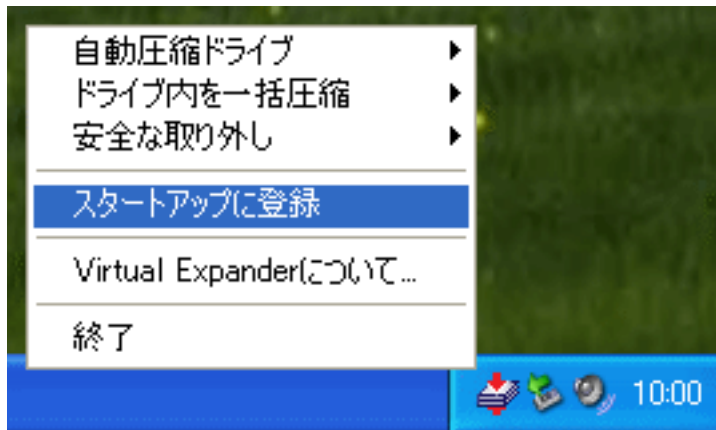 自動圧縮ドライブ
ドライブ内を一括圧縮
安全な取り外し
スタートアップに登録
Virtual Expanderについて...
終了
10:00